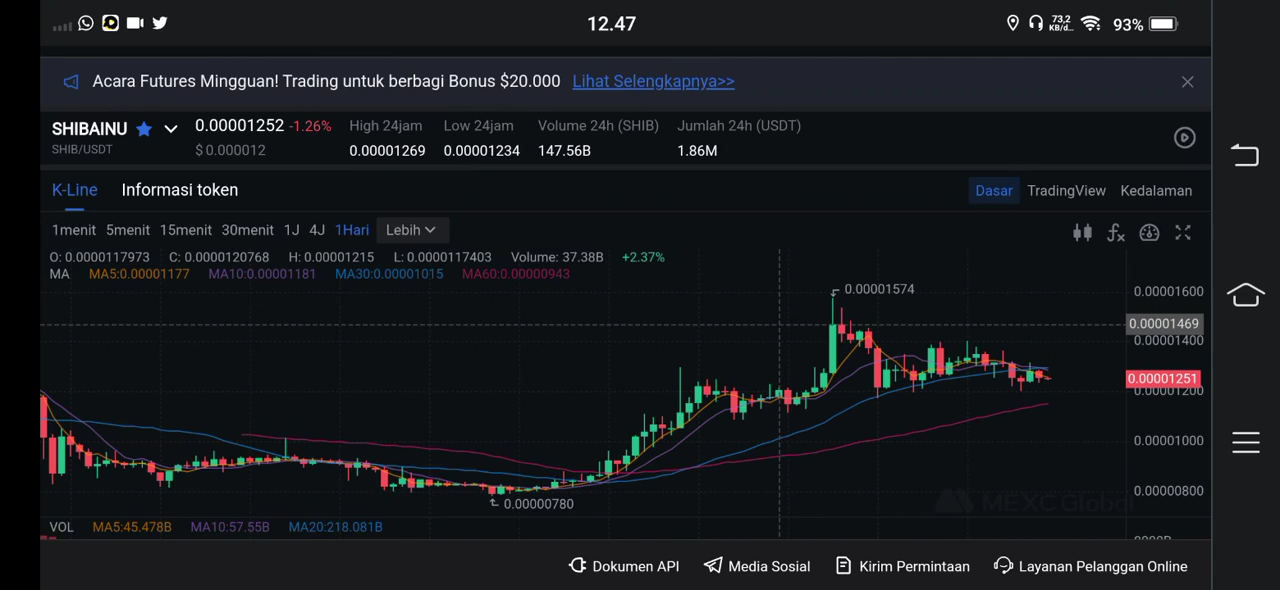 12.47
73,2
KB/d...
93%
Acara Futures Mingguan! Trading untuk berbagi Bonus $20.000 Lihat Selengkapnya>>
SHIBAINU 0.00001252 -1.26% High 24jam Low 24jam Volume 24h (SHIB) Jumlah 24h (USDT)
SHIB/USDT $ 0.000012 0.00001269 0.00001234 147.56B 1.86M
K-Line Informasi token Dasar TradingView Kedalaman
1menit 5menit 15menit 30menit 1J 4J 1Hari Lebih
O: 0.0000117973 C: 0.0000120768 H: 0.00001215 L: 0.0000117403 Volume: 37.38B +2.37%
MA MA5:0.00001177 MA10:0.00001181 MA30:0.00001015 MA60:0.00000943
0.00001574
0.00001600
0.00001469
0.00001400
0.00001251
0.00001200
0.00001000
0.00000800
0.00000780
MEXC Global
VOL MA5:45.478B MA10:57.55B MA20:218.081B
Dokumen API Media Sosial Kirim Permintaan Layanan Pelanggan Online